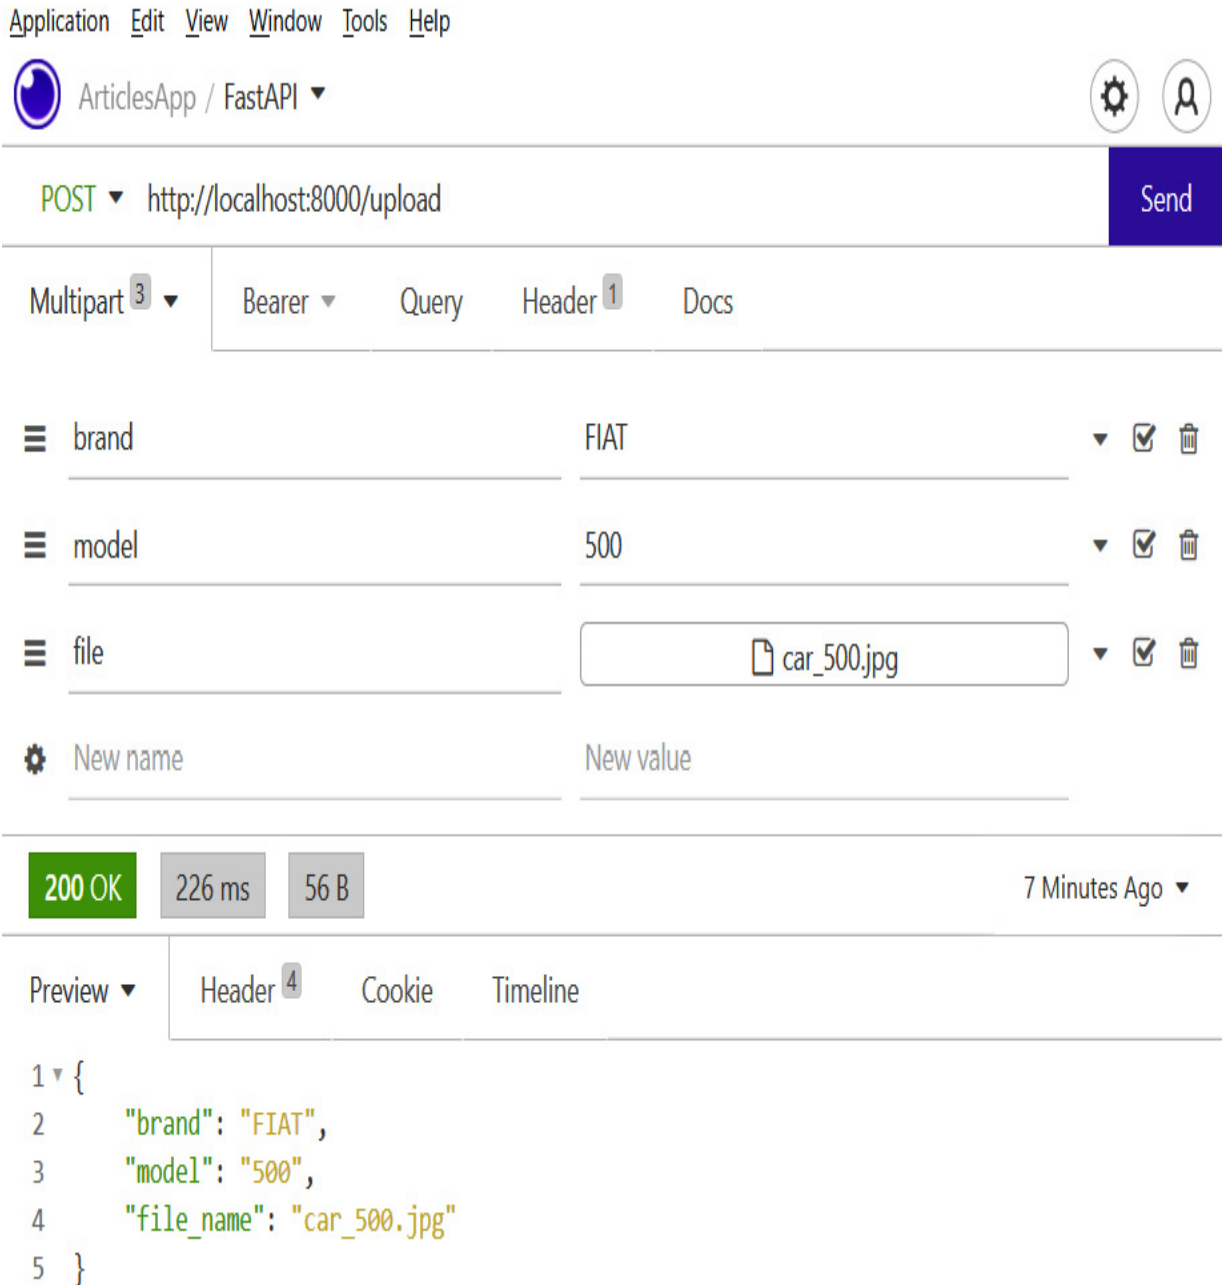 Application Edit View Window Tools Help
ArticlesApp / FastAPI
POST http://localhost:8000/upload Send
Multipart 3 Bearer Query Header 1 Docs
brand FIAT
model 500
file car_500.jpg
New name New value
200 OK 226 ms 56 B 7 Minutes Ago
Preview Header 4 Cookie Timeline
1 {
2 "brand": "FIAT",
3 "model": "500",
4 "file_name": "car_500.jpg"
5 }